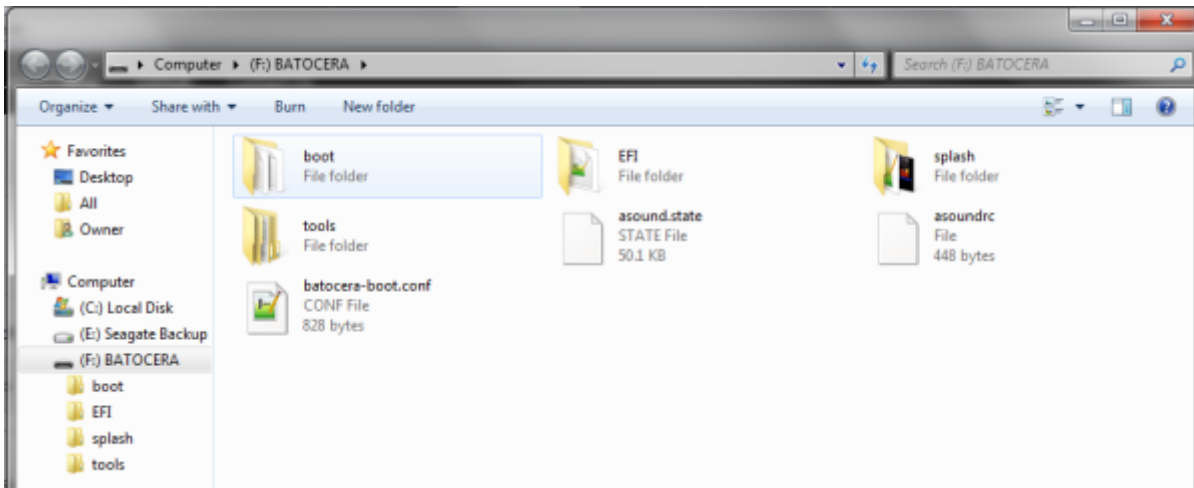 Computer ▸ (F:) BATOCERA ▸
Search (F:) BATOCERA
Organize Share with Burn New folder
Favorites
Desktop
All
Owner
Computer
(C:) Local Disk
(E:) Seagate Backup
(F:) BATOCERA
boot
EFI
splash
tools
boot
File folder
EFI
File folder
splash
File folder
tools
File folder
asound.state
STATE File
50.1 KB
asoundrc
File
448 bytes
batocera-boot.conf
CONF File
828 bytes